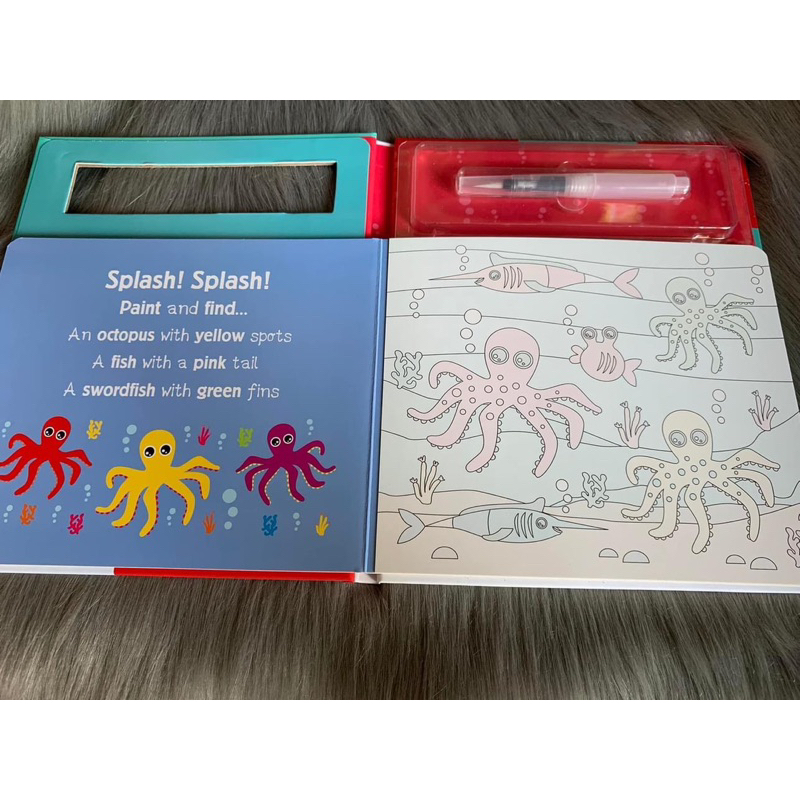 Splash! Splash!
Paint and find...
An octopus with yellow spots
A fish with a pink tail
A swordfish with green fins